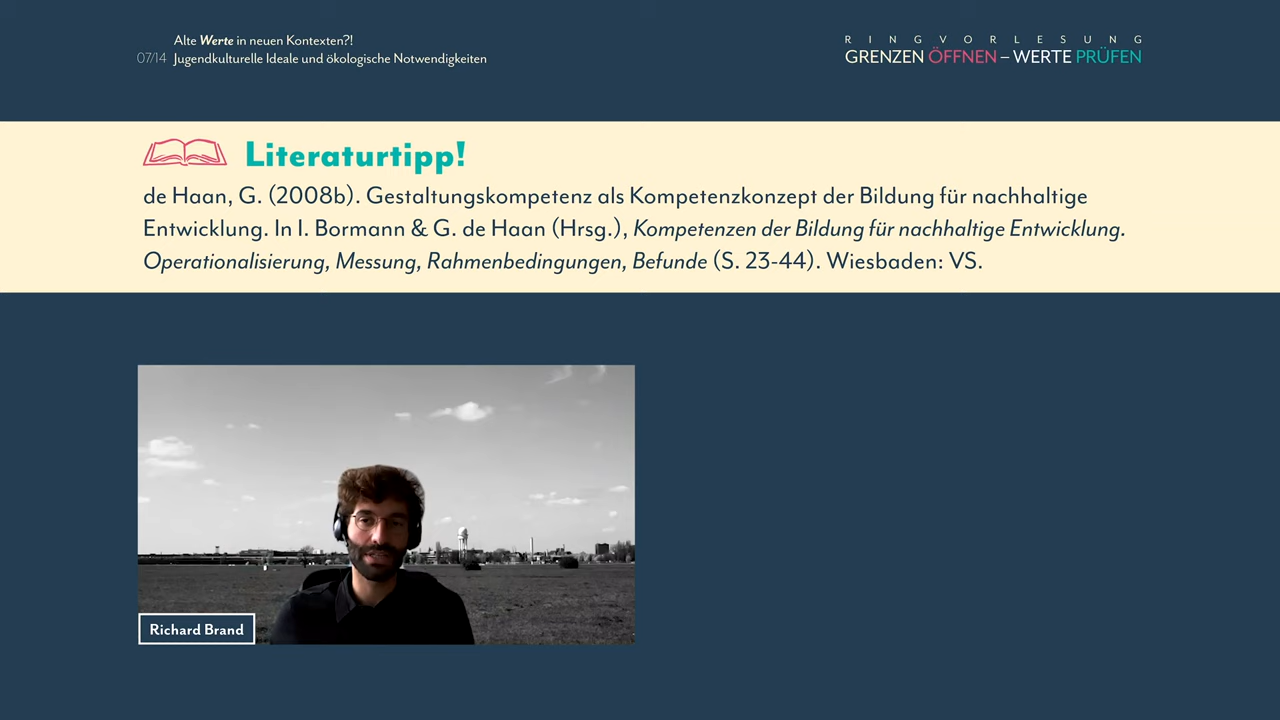 Alte Werte in neuen Kontexten?!
07/14 Jugendkulturelle Ideale und ökologische Notwendigkeiten
RINGVORLESUNG
GRENZEN ÖFFNEN – WERTE PRÜFEN
Literaturtipp!
de Haan, G. (2008b). Gestaltungskompetenz als Kompetenzkonzept der Bildung für nachhaltige
Entwicklung. In I. Bormann & G. de Haan (Hrsg.), Kompetenzen der Bildung für nachhaltige Entwicklung.
Operationalisierung, Messung, Rahmenbedingungen, Befunde (S. 23-44). Wiesbaden: VS.
Richard Brand